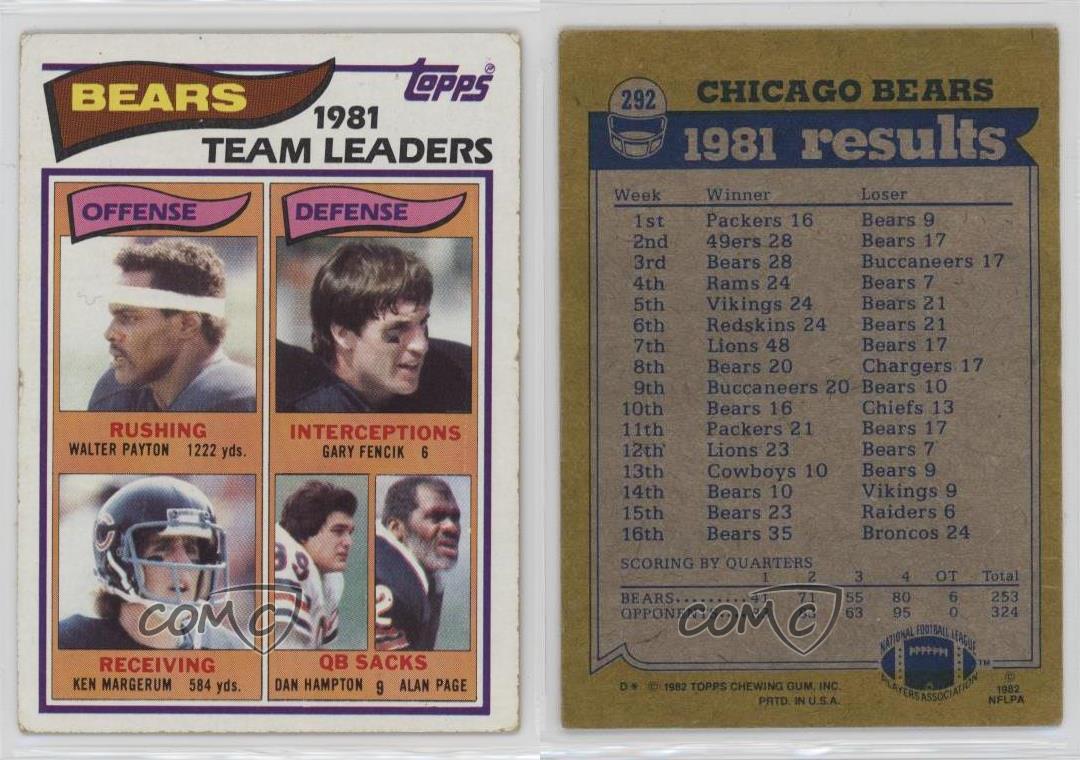 BEARS
topps®
1981
TEAM LEADERS
OFFENSE
DEFENSE
RUSHING
WALTER PAYTON 1222 yds.
INTERCEPTIONS
GARY FENCIK 6
RECEIVING
KEN MARGERUM 584 yds.
QB SACKS
DAN HAMPTON 9 ALAN PAGE
99
2
COMC
292
CHICAGO BEARS
1981 results
Week Winner Loser
1st Packers 16 Bears 9
2nd 49ers 28 Bears 17
3rd Bears 28 Buccaneers 17
4th Rams 24 Bears 7
5th Vikings 24 Bears 21
6th Redskins 24 Bears 21
7th Lions 48 Bears 17
8th Bears 20 Chargers 17
9th Buccaneers 20 Bears 10
10th Bears 16 Chiefs 13
11th Packers 21 Bears 17
12th Lions 23 Bears 7
13th Cowboys 10 Bears 9
14th Bears 10 Vikings 9
15th Bears 23 Raiders 6
16th Bears 35 Broncos 24
SCORING BY QUARTERS
1 2 3 4 OT Total
BEARS......... 41 71 55 80 6 253
OPPONENTS 63 95 0 324
COMC
NATIONAL FOOTBALL LEAGUE
PLAYERS ASSOCIATION
™
D* © 1982 TOPPS CHEWING GUM, INC.
PRTD. IN U.S.A.
© 1982
NFLPA